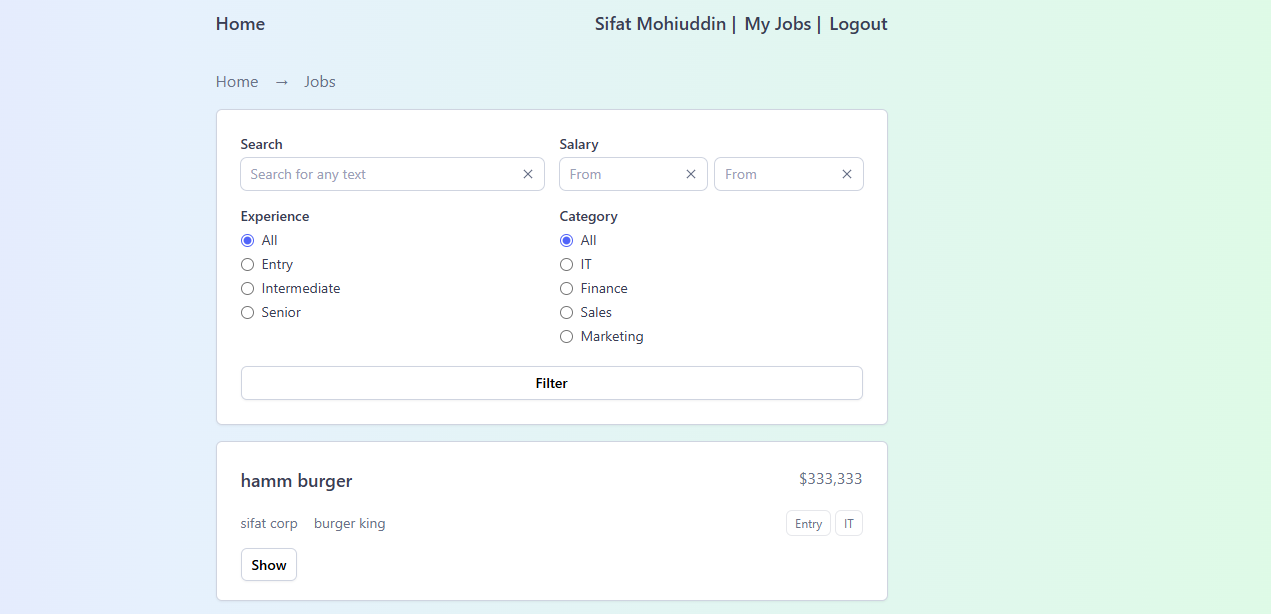 Home Sifat Mohiuddin | My Jobs | Logout
Home → Jobs
Search Salary
Search for any text From From
Experience Category
All All
Entry IT
Intermediate Finance
Senior Sales
Marketing
Filter
hamm burger $333,333
sifat corp burger king Entry IT
Show